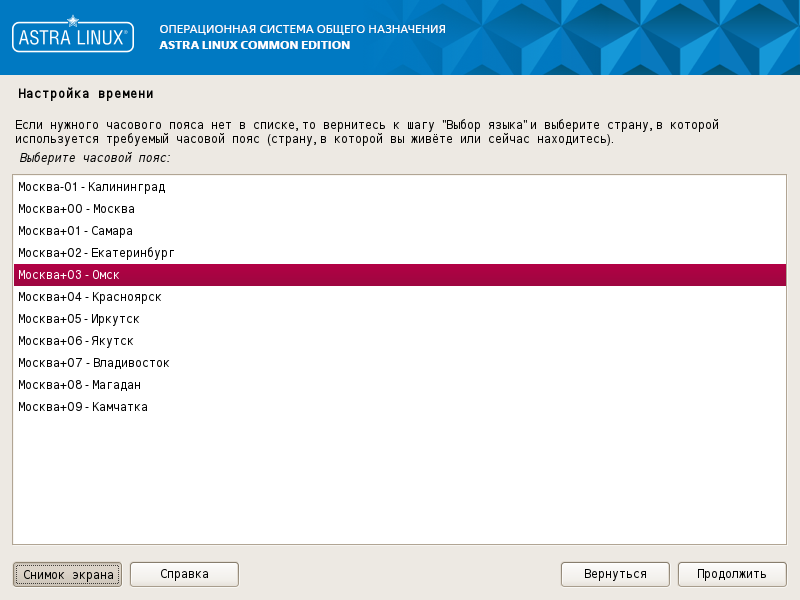 ASTRA LINUX®
ОПЕРАЦИОННАЯ СИСТЕМА ОБЩЕГО НАЗНАЧЕНИЯ
ASTRA LINUX COMMON EDITION
Настройка времени
Если нужного часового пояса нет в списке, то вернитесь к шагу "Выбор языка" и выберите страну, в которой
используется требуемый часовой пояс (страну, в которой вы живёте или сейчас находитесь).
Выберите часовой пояс:
Москва-01 - Калининград
Москва+00 - Москва
Москва+01 - Самара
Москва+02 - Екатеринбург
Москва+03 - Омск
Москва+04 - Красноярск
Москва+05 - Иркутск
Москва+06 - Якутск
Москва+07 - Владивосток
Москва+08 - Магадан
Москва+09 - Камчатка
Снимок экрана Справка Вернуться Продолжить